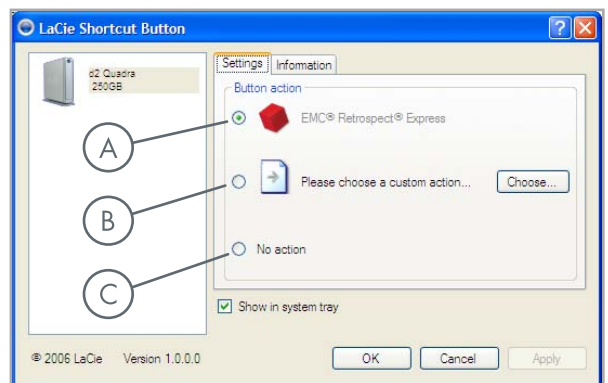 LaCie Shortcut Button
d2 Quadra
250GB
Settings
Information
Button action
A
EMC® Retrospect® Express
B
Please choose a custom action...
Choose...
C
No action
Show in system tray
© 2006 LaCie
Version 1.0.0.0
OK
Cancel
Apply